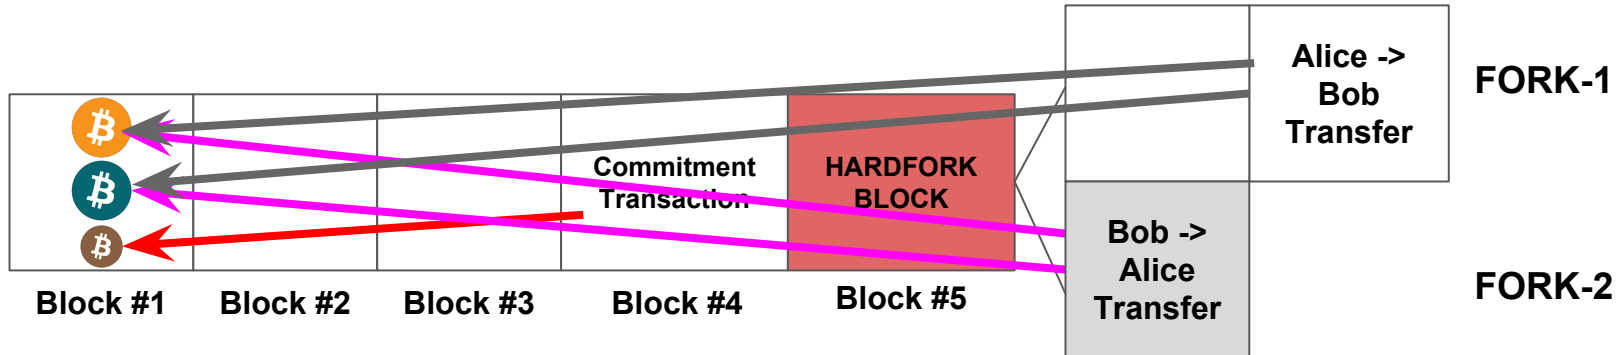 Alice ->
Bob
Transfer
FORK-1
Commitment
Transaction
HARDFORK
BLOCK
Bob ->
Alice
Transfer
FORK-2
Block #1
Block #2
Block #3
Block #4
Block #5